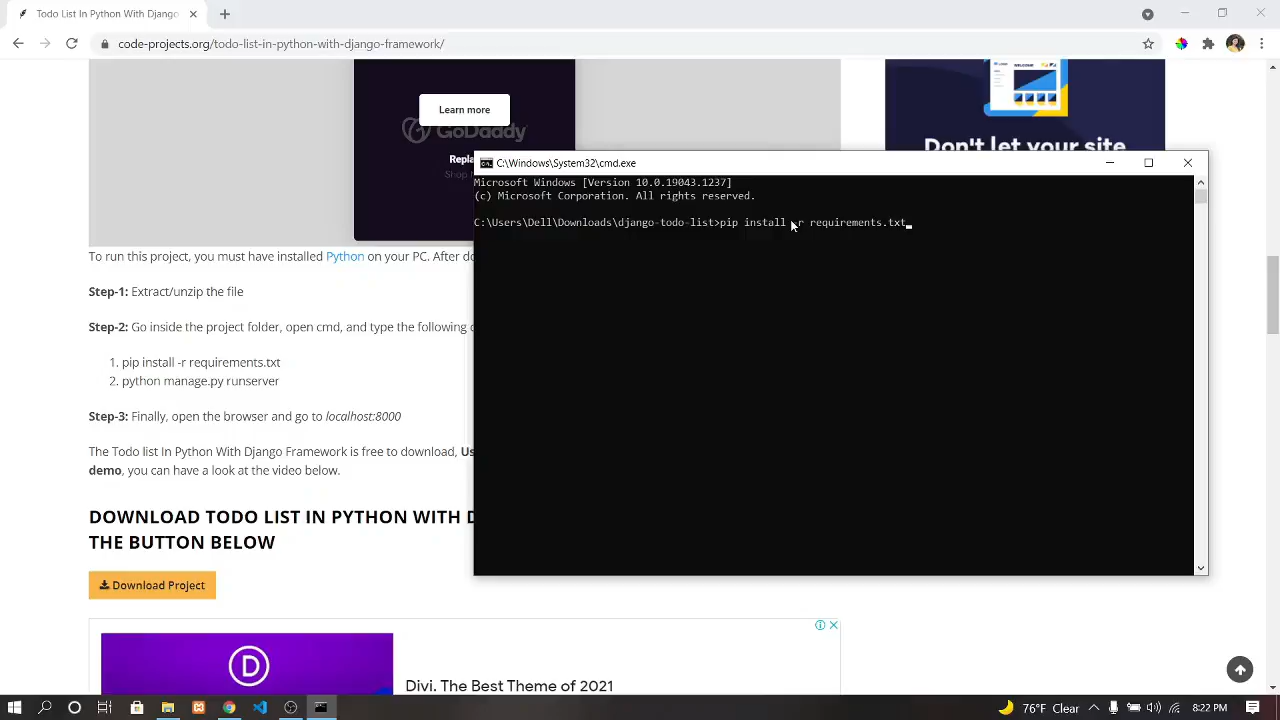 Todo List In Python With Django
code-projects.org/todo-list-in-python-with-django-framework/
Learn more
GoDaddy
Repla
Shop
Don't let your site
C:\Windows\System32\cmd.exe
Microsoft Windows [Version 10.0.19043.1237]
(c) Microsoft Corporation. All rights reserved.
C:\Users\Dell\Downloads\django-todo-list>pip install -r requirements.txt
To run this project, you must have installed Python on your PC. After do
Step-1: Extract/unzip the file
Step-2: Go inside the project folder, open cmd, and type the following c
1. pip install -r requirements.txt
2. python manage.py runserver
Step-3: Finally, open the browser and go to localhost:8000
The Todo list In Python With Django Framework is free to download, Us
demo, you can have a look at the video below.
DOWNLOAD TODO LIST IN PYTHON WITH D
THE BUTTON BELOW
Download Project
D
Divi. The Best Theme of 2021
76°F Clear
8:22 PM